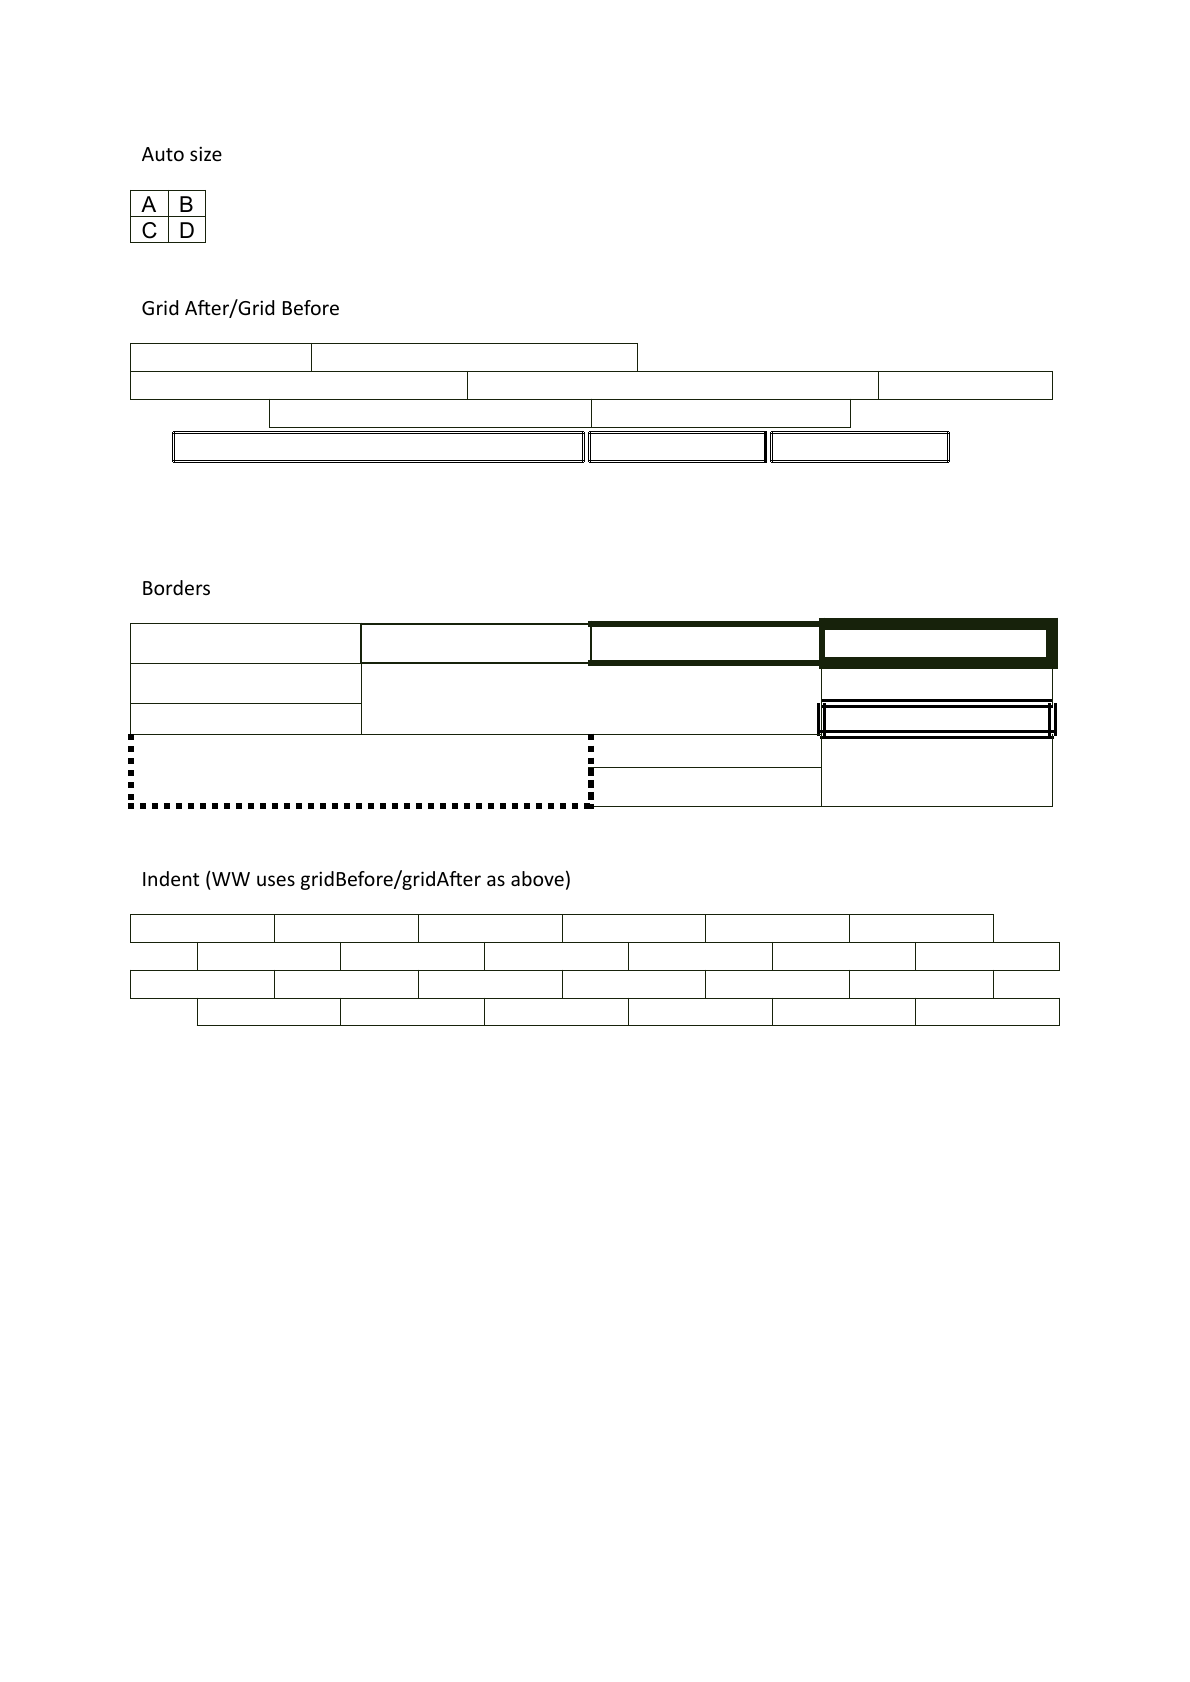 Auto size
A B
C D
Grid After/Grid Before
Borders
Indent (WW uses gridBefore/gridAfter as above)